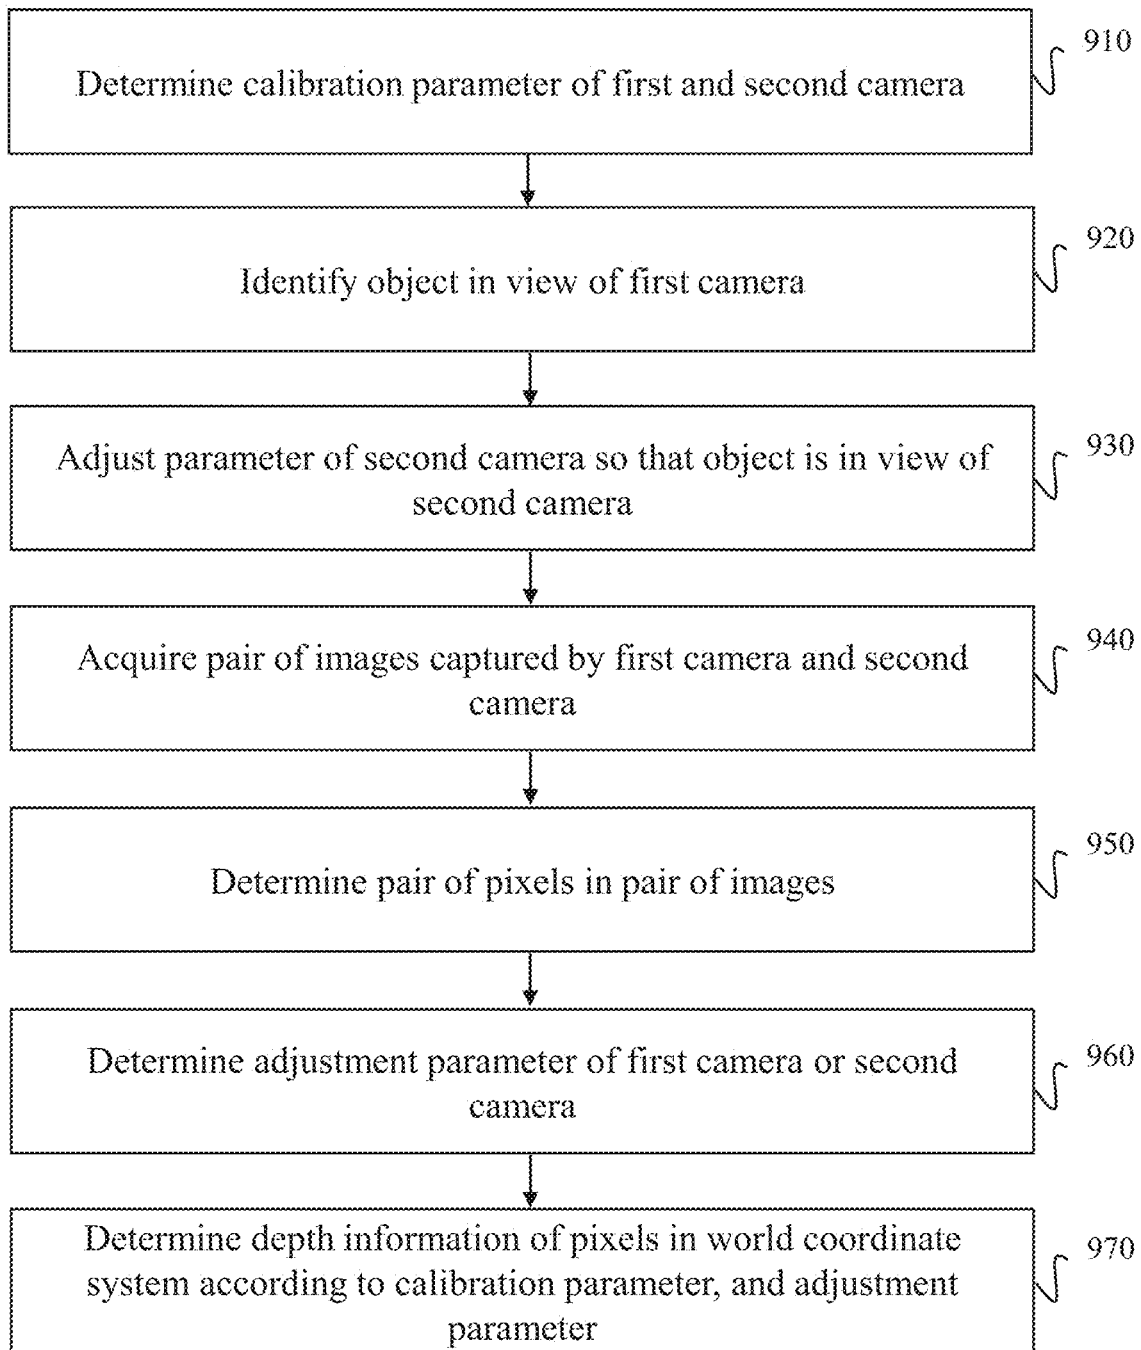 Determine calibration parameter of first and second camera
910
Identify object in view of first camera
920
Adjust parameter of second camera so that object is in view of
second camera
930
Acquire pair of images captured by first camera and second
camera
940
Determine pair of pixels in pair of images
950
Determine adjustment parameter of first camera or second
camera
960
Determine depth information of pixels in world coordinate
system according to calibration parameter, and adjustment
parameter
970